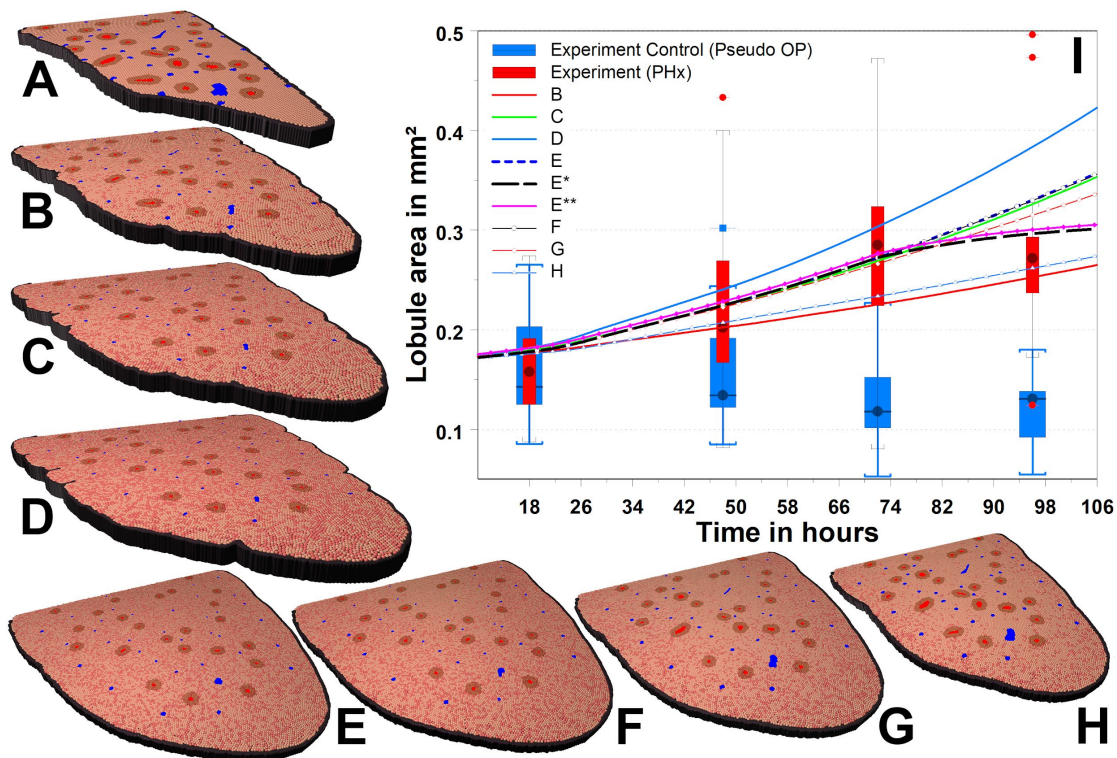 A
B
C
D
E
F
G
H
I
Experiment Control (Pseudo OP)
Experiment (PHx)
B
C
D
E
E*
E**
F
G
H
Lobule area in mm²
0.5
0.4
0.3
0.2
0.1
18 26 34 42 50 58 66 74 82 90 98 106
Time in hours